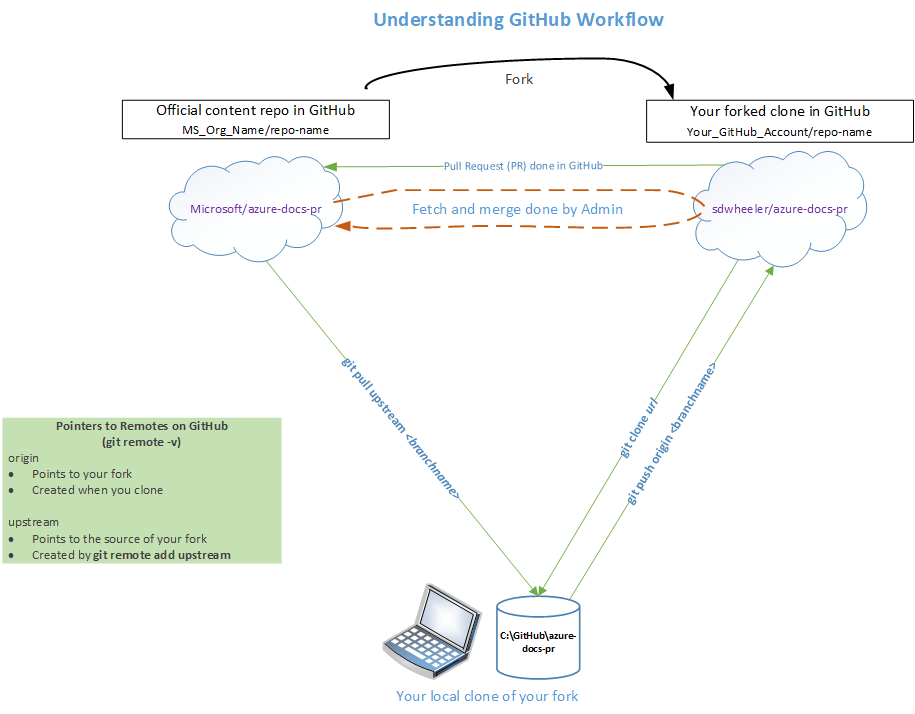 Understanding GitHub Workflow
Fork
Official content repo in GitHub
MS_Org_Name/repo-name
Your forked clone in GitHub
Your_GitHub_Account/repo-name
Pull Request (PR) done in GitHub
Microsoft/azure-docs-pr
Fetch and merge done by Admin
sdwheeler/azure-docs-pr
git pull upstream <branchname>
git clone url
git push origin <branchname>
Pointers to Remotes on GitHub
(git remote -v)
origin
• Points to your fork
• Created when you clone
upstream
• Points to the source of your fork
• Created by git remote add upstream
C:\GitHub\azure-
docs-pr
Your local clone of your fork